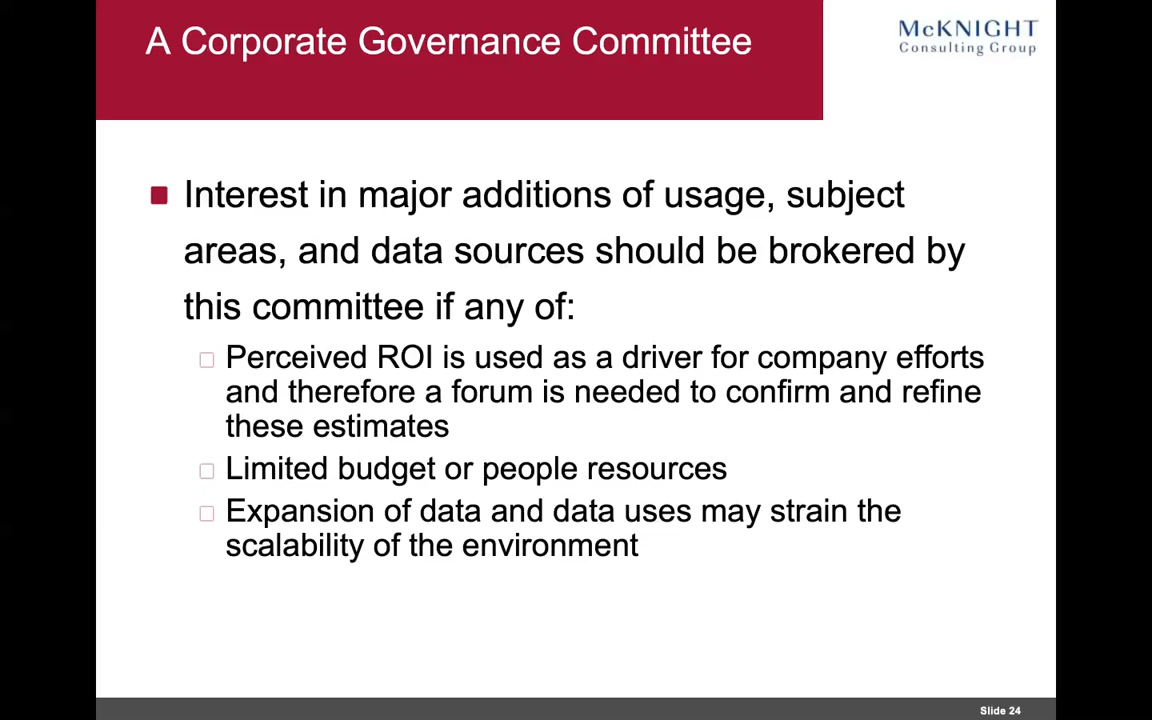 A Corporate Governance Committee
McKNIGHT
Consulting Group
Interest in major additions of usage, subject
areas, and data sources should be brokered by
this committee if any of:
Perceived ROI is used as a driver for company efforts
and therefore a forum is needed to confirm and refine
these estimates
Limited budget or people resources
Expansion of data and data uses may strain the
scalability of the environment
Slide 24